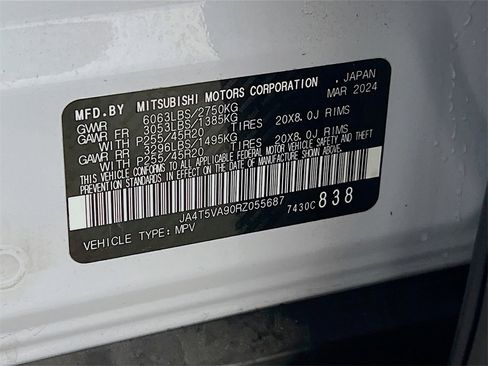 MFD.BY MITSUBISHI MOTORS CORPORATION , JAPAN
GVWR 6063LBS/2750KG MAR 2024
GAWR FR 3053LBS/1385KG TIRES 20X8.0J RIMS
WITH P255/45R20
GAWR RR 3296LBS/1495KG TIRES 20X8.0J RIMS
WITH P255/45R20
THIS VEHICLE CONFORMS TO ALL APPLICABLE FEDERAL MOTOR VEHICLE SAFETY AND THEFT
PREVENTION STANDARDS IN EFFECT ON THE DATE OF MANUFACTURE SHOWN ABOVE.
JA4T5VA90RZ055687 7430C 838
VEHICLE TYPE: MPV